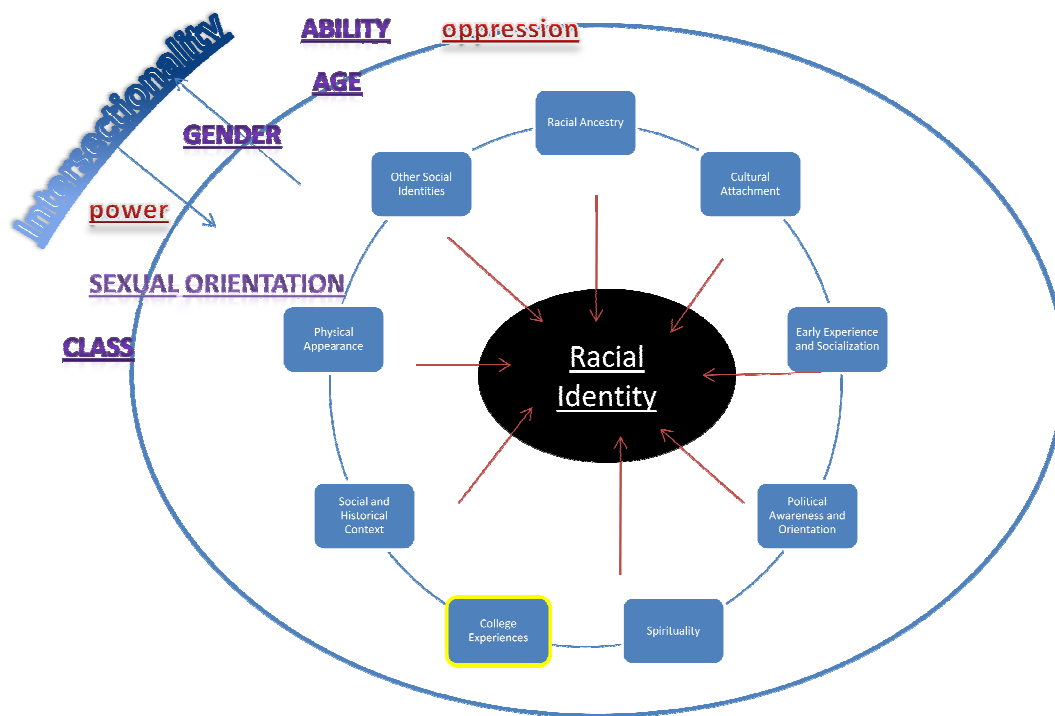 ABILITY
oppression
Intersectionality
AGE
GENDER
power
SEXUAL ORIENTATION
CLASS
Racial Ancestry
Other Social
Identities
Cultural
Attachment
Physical
Appearance
Early Experience
and Socialization
Racial
Identity
Social and
Historical
Context
Political
Awareness and
Orientation
College
Experiences
Spirituality